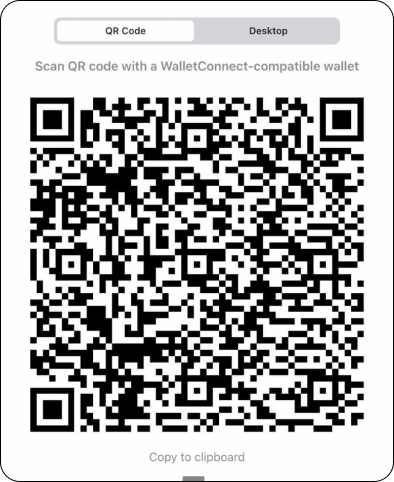 QR Code
Desktop
Scan QR code with a WalletConnect-compatible wallet
Copy to clipboard